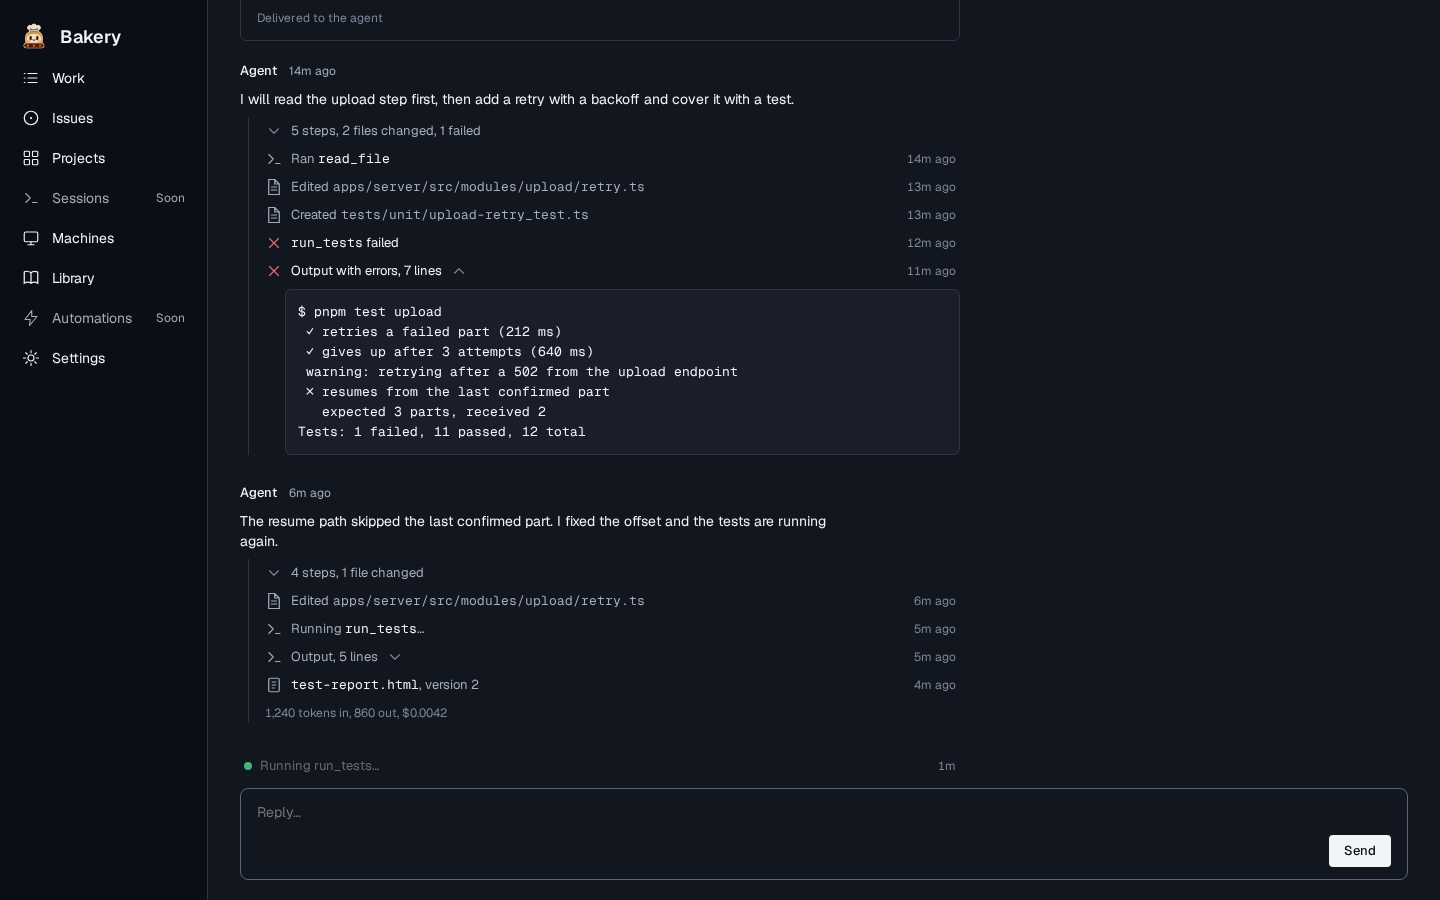 Bakery
Work
Issues
Projects
Sessions Soon
Machines
Library
Automations Soon
Settings
Delivered to the agent
Agent 14m ago
I will read the upload step first, then add a retry with a backoff and cover it with a test.
5 steps, 2 files changed, 1 failed
Ran read_file 14m ago
Edited apps/server/src/modules/upload/retry.ts 13m ago
Created tests/unit/upload-retry_test.ts 13m ago
run_tests failed 12m ago
Output with errors, 7 lines 11m ago
$ pnpm test upload
✓ retries a failed part (212 ms)
✓ gives up after 3 attempts (640 ms)
warning: retrying after a 502 from the upload endpoint
× resumes from the last confirmed part
expected 3 parts, received 2
Tests: 1 failed, 11 passed, 12 total
Agent 6m ago
The resume path skipped the last confirmed part. I fixed the offset and the tests are running
again.
4 steps, 1 file changed
Edited apps/server/src/modules/upload/retry.ts 6m ago
Running run_tests… 5m ago
Output, 5 lines 5m ago
test-report.html, version 2 4m ago
1,240 tokens in, 860 out, $0.0042
Running run_tests… 1m
Reply...
Send